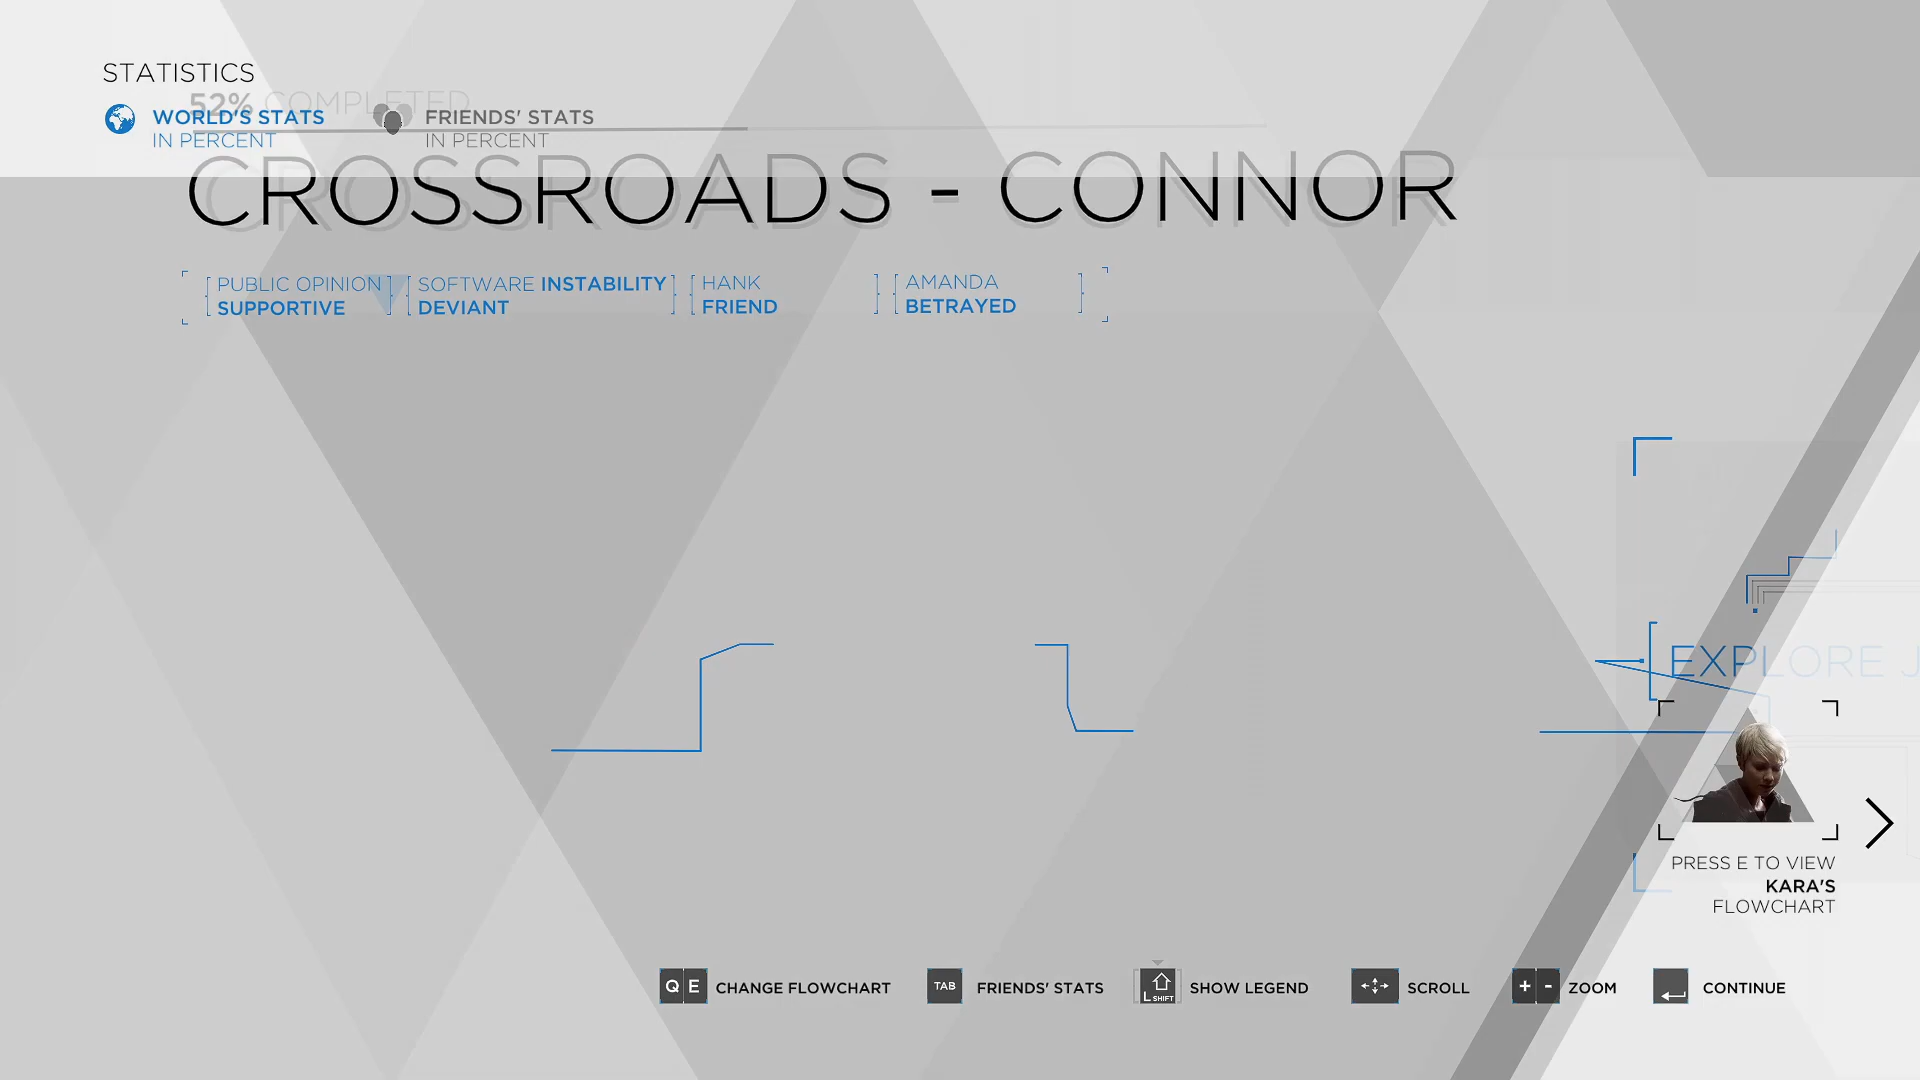 STATISTICS
52% COMPLETED
WORLD'S STATS
IN PERCENT
FRIENDS' STATS
IN PERCENT
CROSSROADS - CONNOR
PUBLIC OPINION
SUPPORTIVE
SOFTWARE INSTABILITY
DEVIANT
HANK
FRIEND
AMANDA
BETRAYED
EXPLORE J
PRESS E TO VIEW
KARA'S
FLOWCHART
Q E CHANGE FLOWCHART
TAB FRIENDS' STATS
L SHIFT SHOW LEGEND
SCROLL
+ - ZOOM
CONTINUE